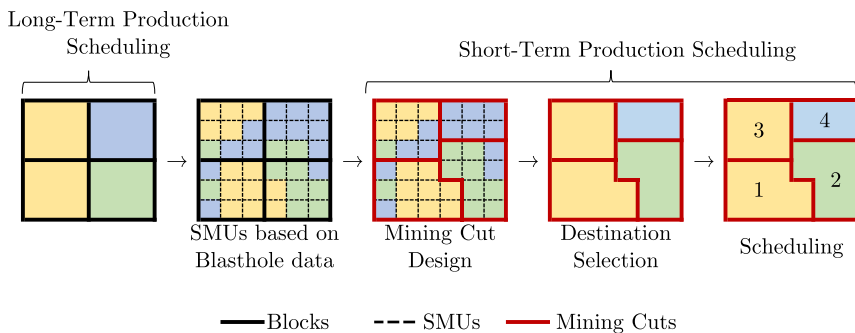 Long-Term Production
Scheduling
Short-Term Production Scheduling
SMUs based on
Blasthole data
Mining Cut
Design
Destination
Selection
3
4
1
2
Scheduling
Blocks
SMUs
Mining Cuts